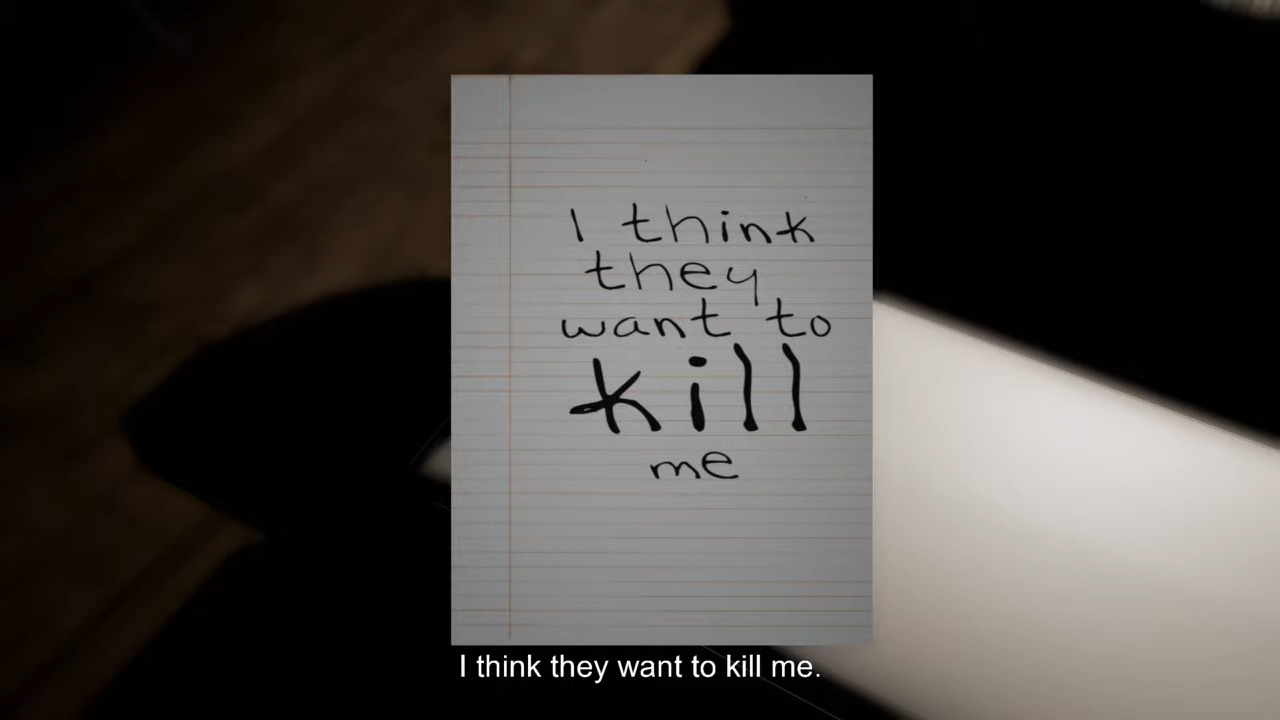 I think
they
want to
kill
me
I think they want to kill me.